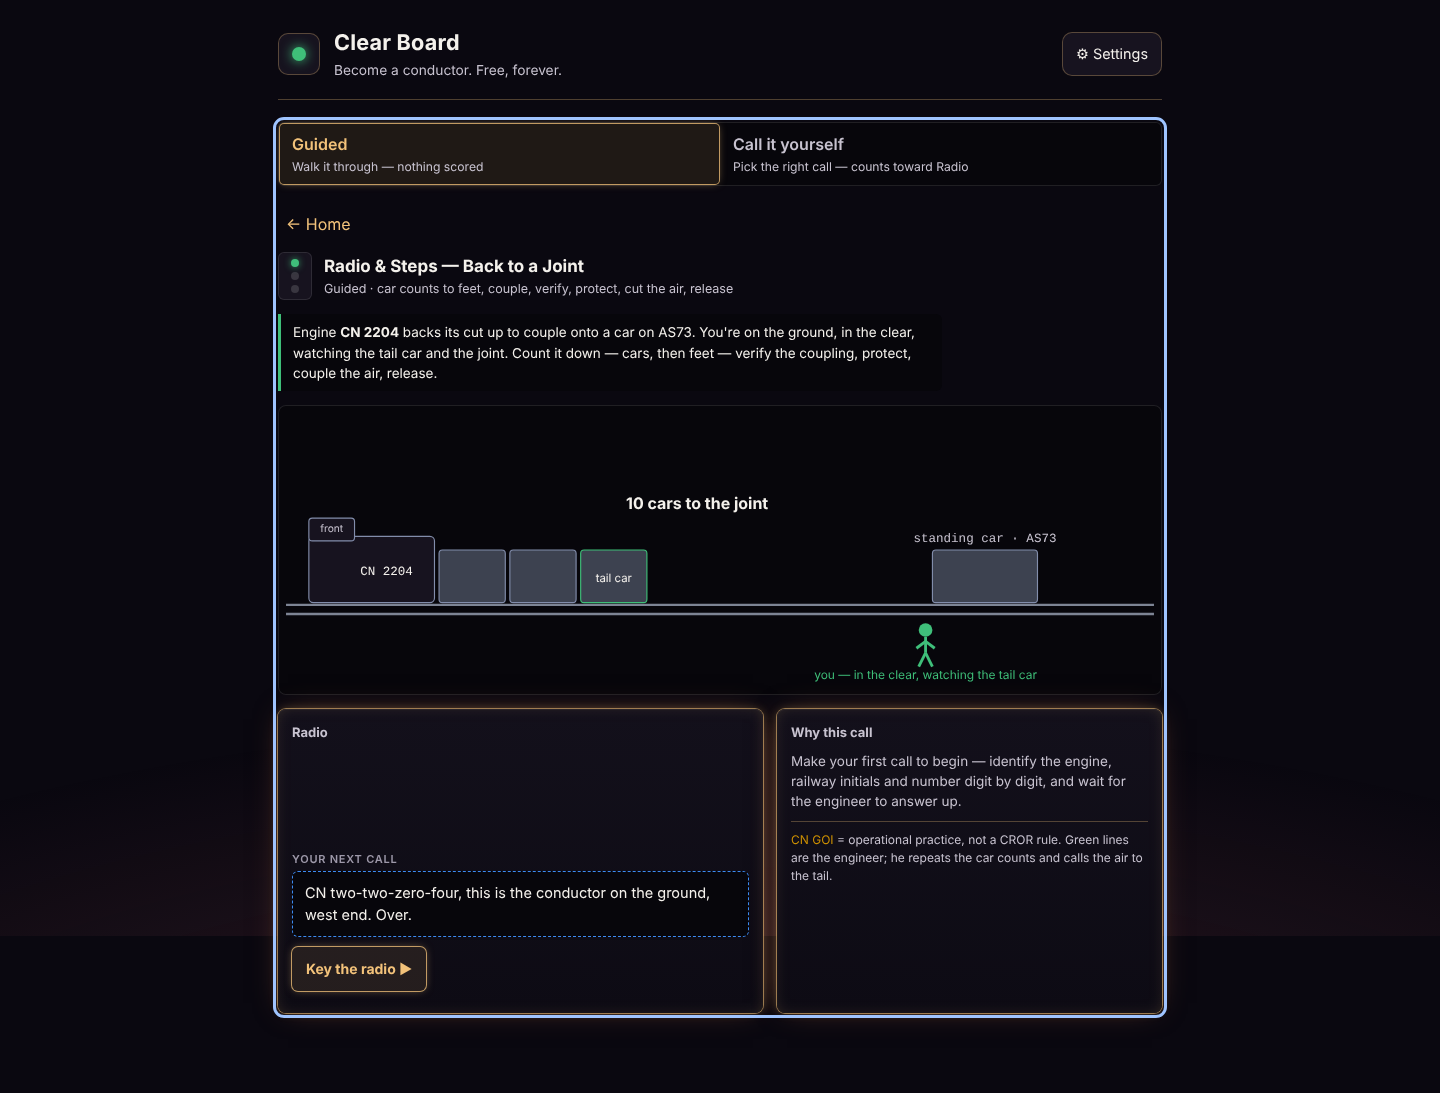 Clear Board
Become a conductor. Free, forever.
⚙ Settings
Guided
Walk it through — nothing scored
Call it yourself
Pick the right call — counts toward Radio
← Home
Radio & Steps — Back to a Joint
Guided · car counts to feet, couple, verify, protect, cut the air, release
Engine CN 2204 backs its cut up to couple onto a car on AS73. You're on the ground, in the clear,
watching the tail car and the joint. Count it down — cars, then feet — verify the coupling, protect,
couple the air, release.
10 cars to the joint
front
CN 2204
tail car
standing car · AS73
you — in the clear, watching the tail car
Radio
YOUR NEXT CALL
CN two-two-zero-four, this is the conductor on the ground,
west end. Over.
Key the radio ▶
Why this call
Make your first call to begin — identify the engine,
railway initials and number digit by digit, and wait for
the engineer to answer up.
CN GOI = operational practice, not a CROR rule. Green lines
are the engineer; he repeats the car counts and calls the air to
the tail.